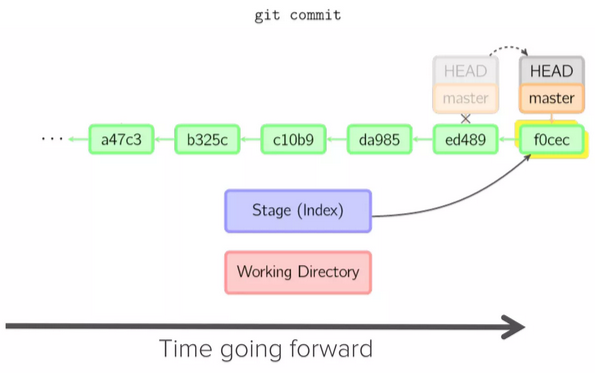 git commit
HEAD HEAD
master master
... a47c3 b325c c10b9 da985 ed489 f0cec
Stage (Index)
Working Directory
Time going forward